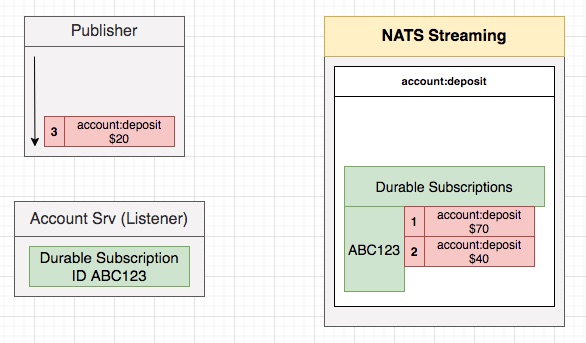 Publisher
3
account:deposit
$20
Account Srv (Listener)
Durable Subscription
ID ABC123
NATS Streaming
account:deposit
Durable Subscriptions
ABC123
1
account:deposit
$70
2
account:deposit
$40